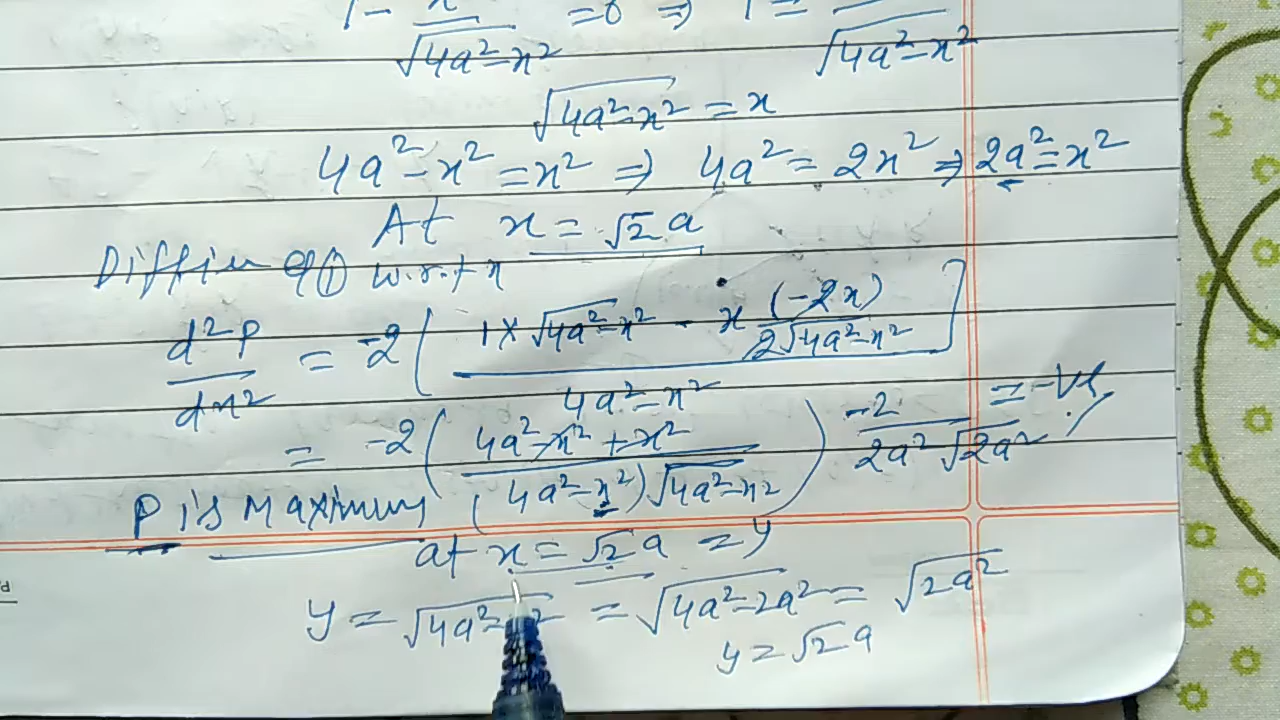 1 - x/√4a²-x² = 0 ⇒ 1 = /√4a²-x²
√4a²-x² = x
4a²-x² = x² ⇒ 4a² = 2x² ⇒ 2a² = x²
At x = √2 a
w.r.t x
d²P/dx² = -2 ( 1×√4a²-x² - x (-2x)/2√4a²-x² ] / 4a²-x²
= -2 ( 4a²-x²+x² / (4a²-x²)√4a²-x² ) -2/2a²√2a² = -ve
P is Maximum
at x = √2 a = y
y = √4a²-x² = √4a²-2a² = √2a²
y = √2 a